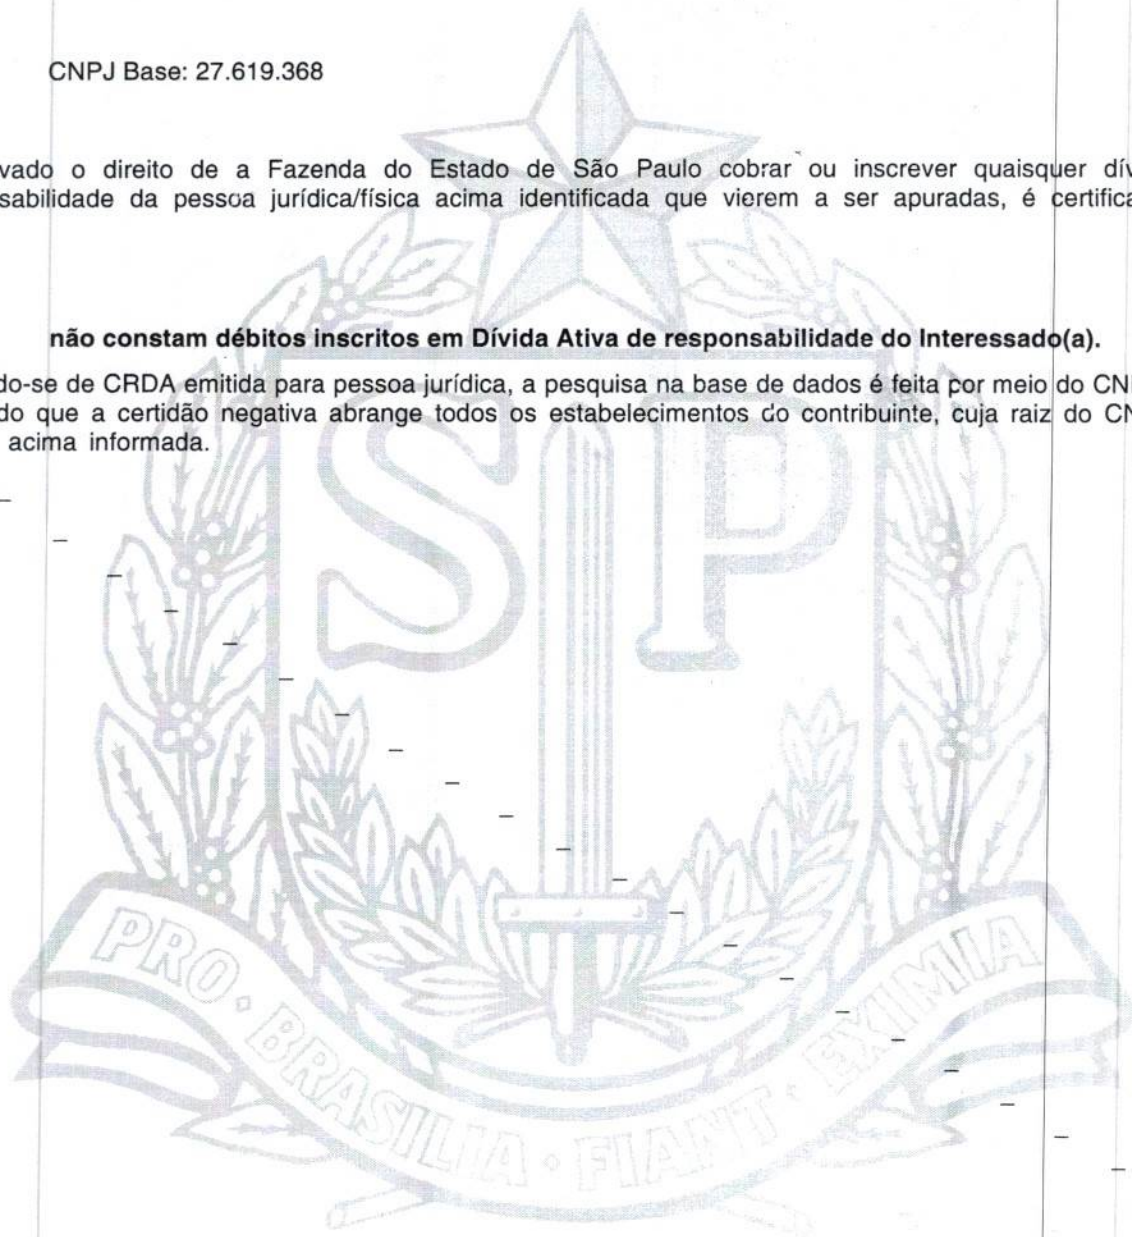 CNPJ Base: 27.619.368
vado o direito de a Fazenda do Estado de São Paulo cobrar ou inscrever quaisquer dív
sabilidade da pessoa jurídica/física acima identificada que vierem a ser apuradas, é certifica
não constam débitos inscritos em Dívida Ativa de responsabilidade do Interessado(a).
do-se de CRDA emitida para pessoa jurídica, a pesquisa na base de dados é feita por meio do CN
do que a certidão negativa abrange todos os estabelecimentos do contribuinte, cuja raiz do CN
acima informada.
SP
PRO · BRASILIA · FIANT · EXIMIA